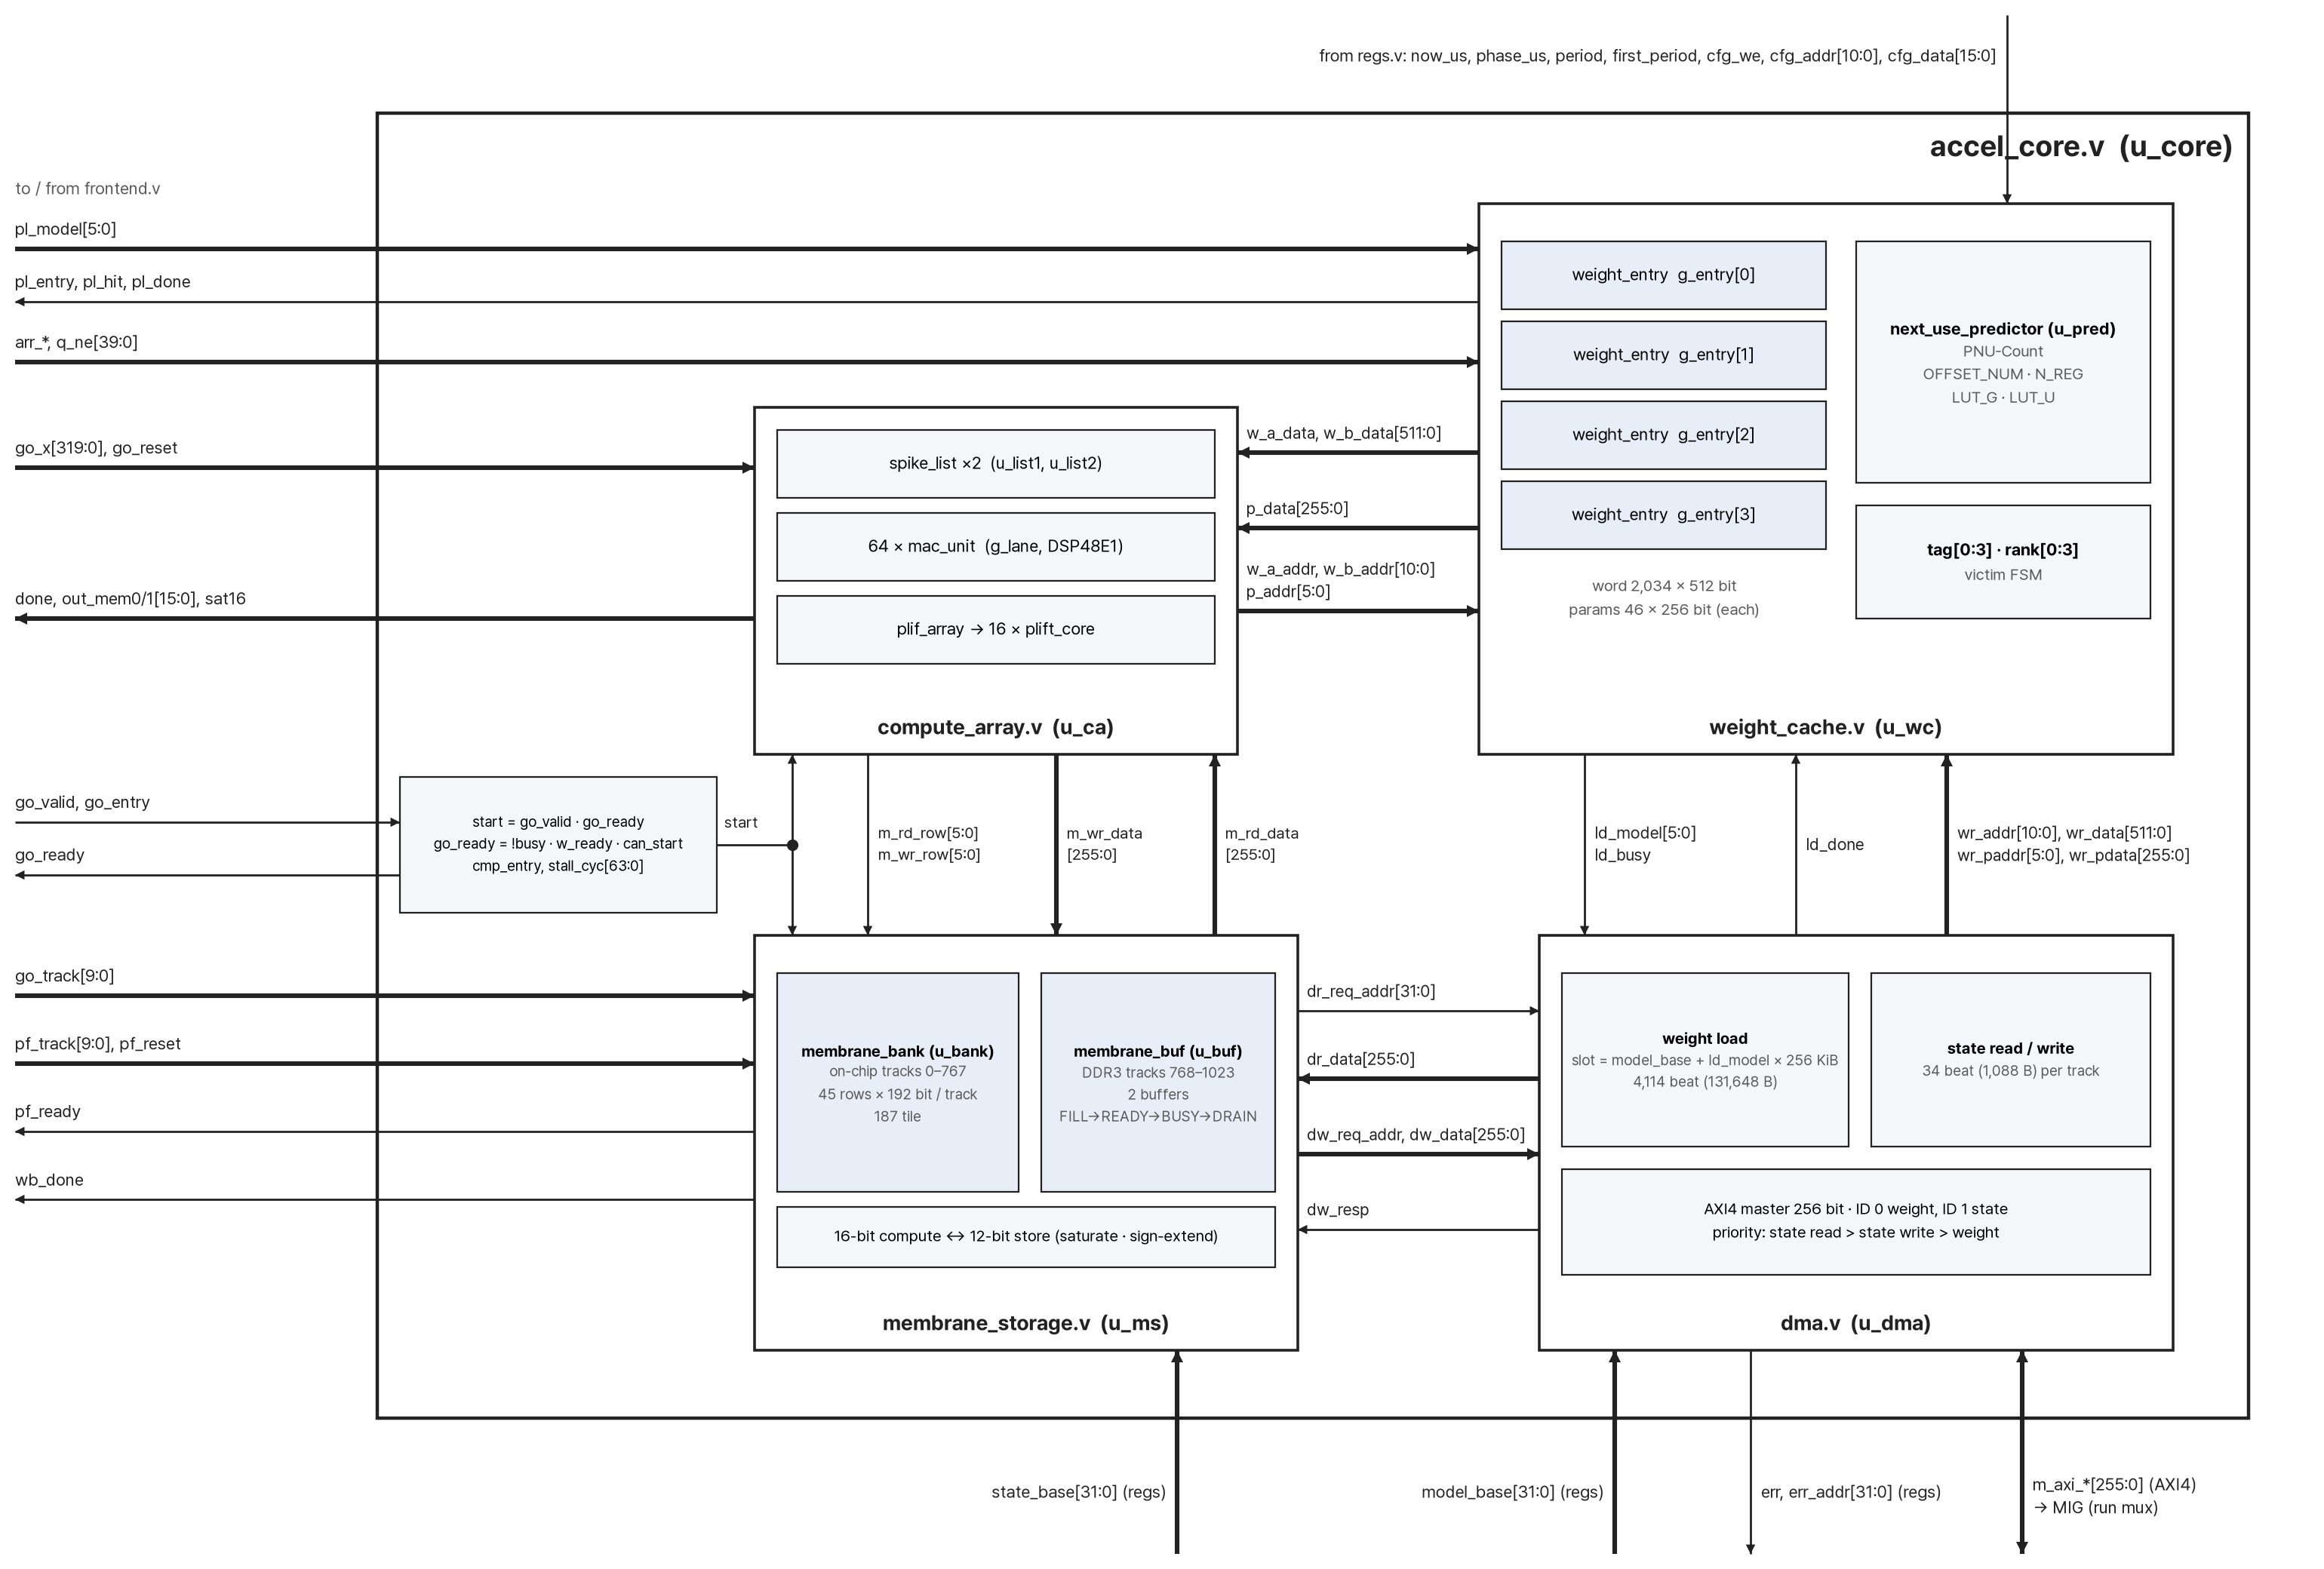 from regs.v: now_us, phase_us, period, first_period, cfg_we, cfg_addr[10:0], cfg_data[15:0]
accel_core.v (u_core)
to / from frontend.v
pl_model[5:0]
pl_entry, pl_hit, pl_done
arr_*, q_ne[39:0]
go_x[319:0], go_reset
done, out_mem0/1[15:0], sat16
spike_list ×2 (u_list1, u_list2)
64 × mac_unit (g_lane, DSP48E1)
plif_array → 16 × plift_core
compute_array.v (u_ca)
w_a_data, w_b_data[511:0]
p_data[255:0]
w_a_addr, w_b_addr[10:0]
p_addr[5:0]
weight_entry g_entry[0]
weight_entry g_entry[1]
weight_entry g_entry[2]
weight_entry g_entry[3]
word 2,034 × 512 bit
params 46 × 256 bit (each)
next_use_predictor (u_pred)
PNU-Count
OFFSET_NUM · N_REG
LUT_G · LUT_U
tag[0:3] · rank[0:3]
victim FSM
weight_cache.v (u_wc)
go_valid, go_entry
go_ready
start = go_valid · go_ready
go_ready = !busy · w_ready · can_start
cmp_entry, stall_cyc[63:0]
start
m_rd_row[5:0]
m_wr_row[5:0]
m_wr_data
[255:0]
m_rd_data
[255:0]
ld_model[5:0]
ld_busy
ld_done
wr_addr[10:0], wr_data[511:0]
wr_paddr[5:0], wr_pdata[255:0]
go_track[9:0]
pf_track[9:0], pf_reset
pf_ready
wb_done
membrane_bank (u_bank)
on-chip tracks 0–767
45 rows × 192 bit / track
187 tile
membrane_buf (u_buf)
DDR3 tracks 768–1023
2 buffers
FILL→READY→BUSY→DRAIN
16-bit compute ↔ 12-bit store (saturate · sign-extend)
membrane_storage.v (u_ms)
dr_req_addr[31:0]
dr_data[255:0]
dw_req_addr, dw_data[255:0]
dw_resp
weight load
slot = model_base + ld_model × 256 KiB
4,114 beat (131,648 B)
state read / write
34 beat (1,088 B) per track
AXI4 master 256 bit · ID 0 weight, ID 1 state
priority: state read > state write > weight
dma.v (u_dma)
state_base[31:0] (regs)
model_base[31:0] (regs)
err, err_addr[31:0] (regs)
m_axi_*[255:0] (AXI4)
→ MIG (run mux)